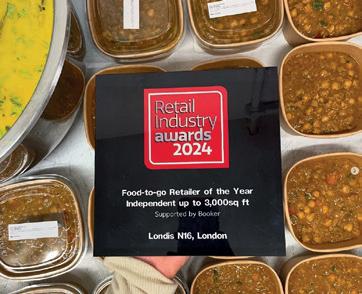 Retail
Industry
awards
2024
Food-to-go Retailer of the Year
Independent up to 3,000sq ft
Supported by Booker
Londis N16, London